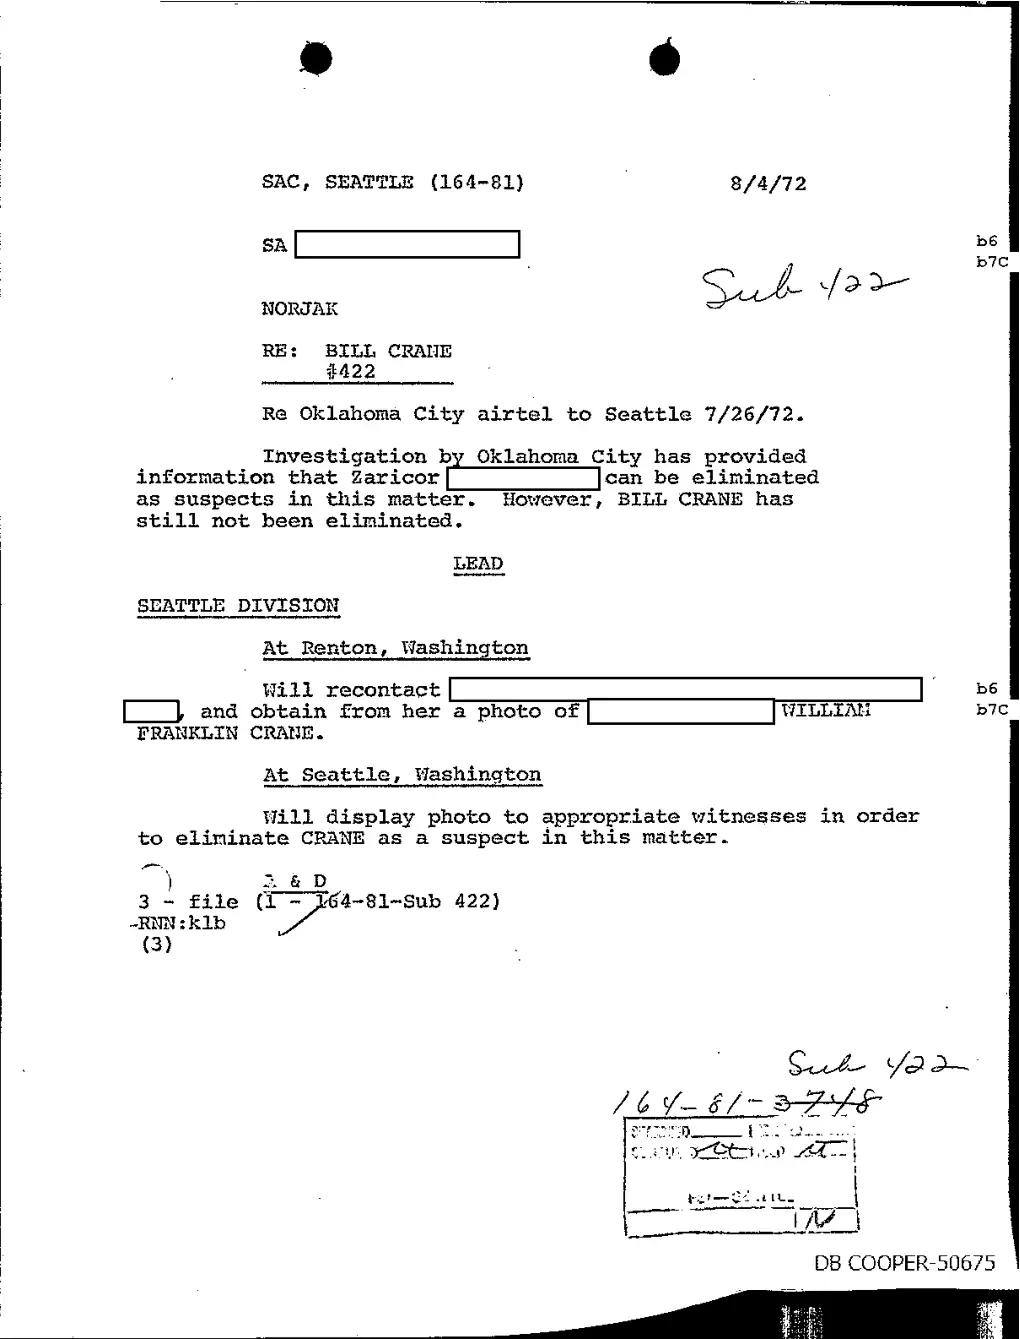 SAC, SEATTLE (164-81) 8/4/72
SA
b6
b7C
Sub 422
NORJAK
RE: BILL CRANE
#422
Re Oklahoma City airtel to Seattle 7/26/72.
Investigation by Oklahoma City has provided
information that Zaricor can be eliminated
as suspects in this matter. However, BILL CRANE has
still not been eliminated.
LEAD
SEATTLE DIVISION
At Renton, Washington
Will recontact
b6
, and obtain from her a photo of WILLIAM
b7C
FRANKLIN CRANE.
At Seattle, Washington
Will display photo to appropriate witnesses in order
to eliminate CRANE as a suspect in this matter.
& D
3 - file (1 - 164-81-Sub 422)
-RNN:klb
(3)
Sub 422
164-81-3748
DB COOPER-50675